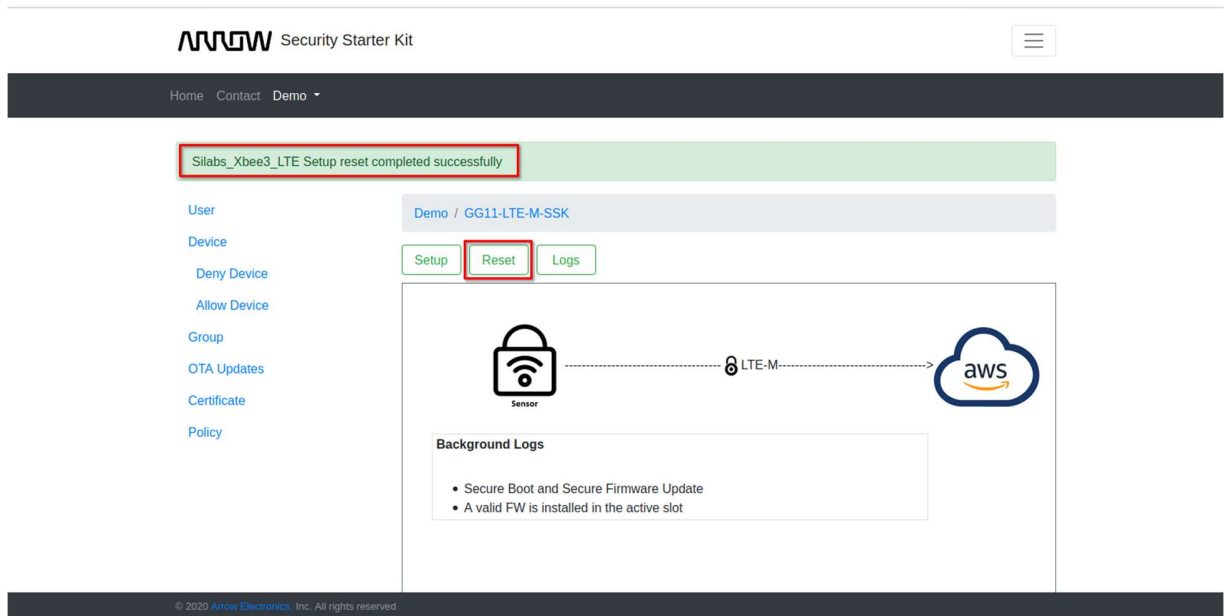 ARROW Security Starter Kit
Home Contact Demo
Silabs_Xbee3_LTE Setup reset completed successfully
User
Device
Deny Device
Allow Device
Group
OTA Updates
Certificate
Policy
Demo / GG11-LTE-M-SSK
Setup Reset Logs
Sensor
---------------------------------- LTE-M---------------------------------->
aws
Background Logs
• Secure Boot and Secure Firmware Update
• A valid FW is installed in the active slot
© 2020 Arrow Electronics, Inc. All rights reserved